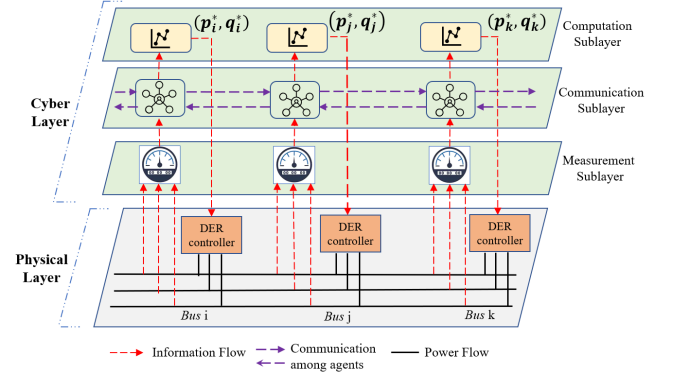 (p*i, q*i)
(p*j, q*j)
(p*k, q*k)
Computation
Sublayer
Cyber
Layer
Communication
Sublayer
Measurement
Sublayer
Physical
Layer
DER
controller
DER
controller
DER
controller
Bus i
Bus j
Bus k
Information Flow
Communication
among agents
Power Flow